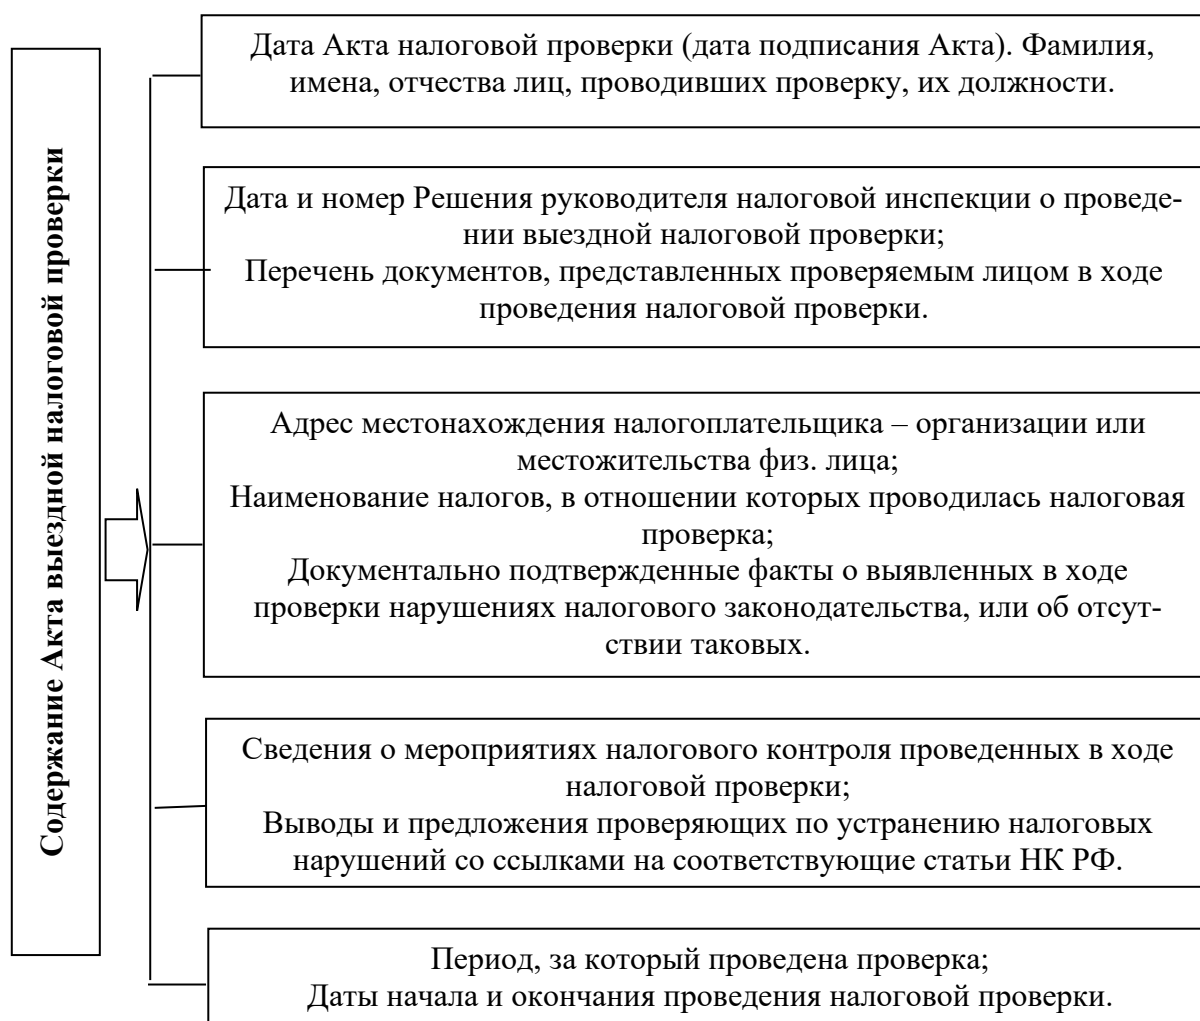 Содержание Акта выездной налоговой проверки
Дата Акта налоговой проверки (дата подписания Акта). Фамилия,
имена, отчества лиц, проводивших проверку, их должности.
Дата и номер Решения руководителя налоговой инспекции о проведе-
нии выездной налоговой проверки;
Перечень документов, представленных проверяемым лицом в ходе
проведения налоговой проверки.
Адрес местонахождения налогоплательщика – организации или
местожительства физ. лица;
Наименование налогов, в отношении которых проводилась налоговая
проверка;
Документально подтвержденные факты о выявленных в ходе
проверки нарушениях налогового законодательства, или об отсут-
ствии таковых.
Сведения о мероприятиях налогового контроля проведенных в ходе
налоговой проверки;
Выводы и предложения проверяющих по устранению налоговых
нарушений со ссылками на соответствующие статьи НК РФ.
Период, за который проведена проверка;
Даты начала и окончания проведения налоговой проверки.